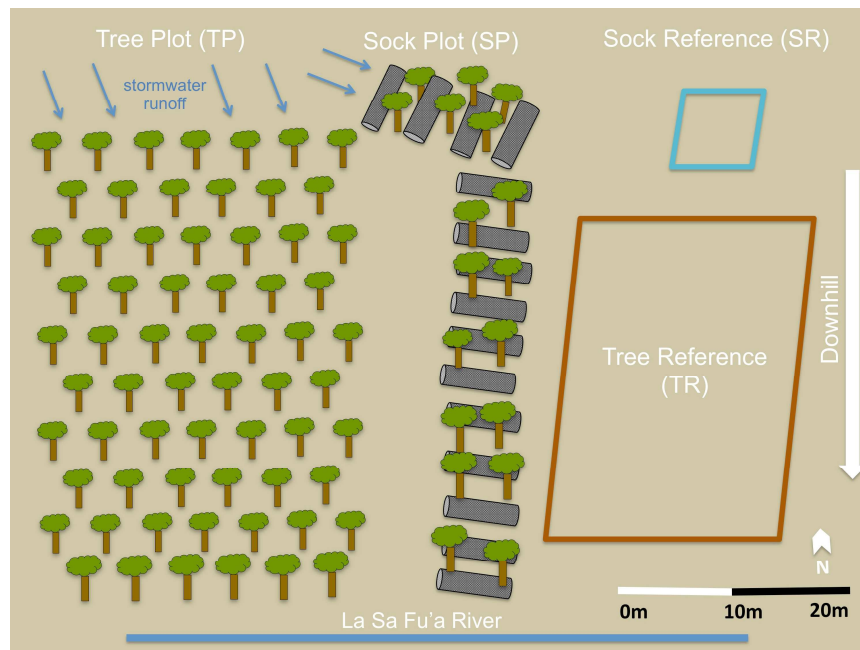 Tree Plot (TP)
Sock Plot (SP)
Sock Reference (SR)
stormwater
runoff
Downhill
Tree Reference
(TR)
N
0m 10m 20m
La Sa Fu'a River